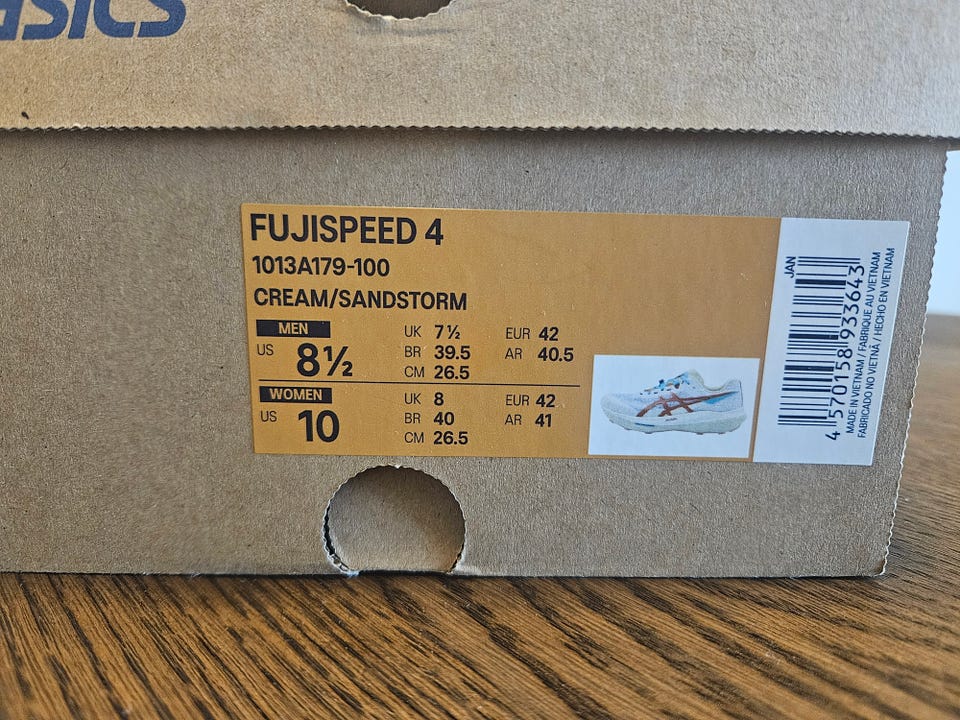 asics
FUJISPEED 4
1013A179-100
CREAM/SANDSTORM
MEN
US 8½
UK 7½
BR 39.5
CM 26.5
EUR 42
AR 40.5
WOMEN
US 10
UK 8
BR 40
CM 26.5
EUR 42
AR 41
JAN
4 570158 933643
MADE IN VIETNAM / FABRIQUE AU VIETNAM
FABRICADO NO VIETNÃ / HECHO EN VIETNAM